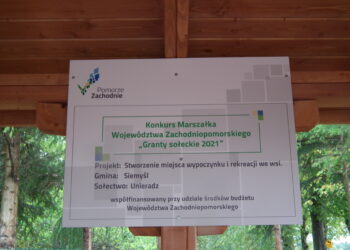 Pomorze
Zachodnie
Konkurs Marszałka
Województwa Zachodniopomorskiego
„Granty sołeckie 2021"
Projekt: Stworzenie miejsca wypoczynku i rekreacji we wsi.
Gmina: Siemyśl
Sołectwo: Unieradz
współfinansowany przy udziale środków budżetu
Województwa Zachodniopomorskiego